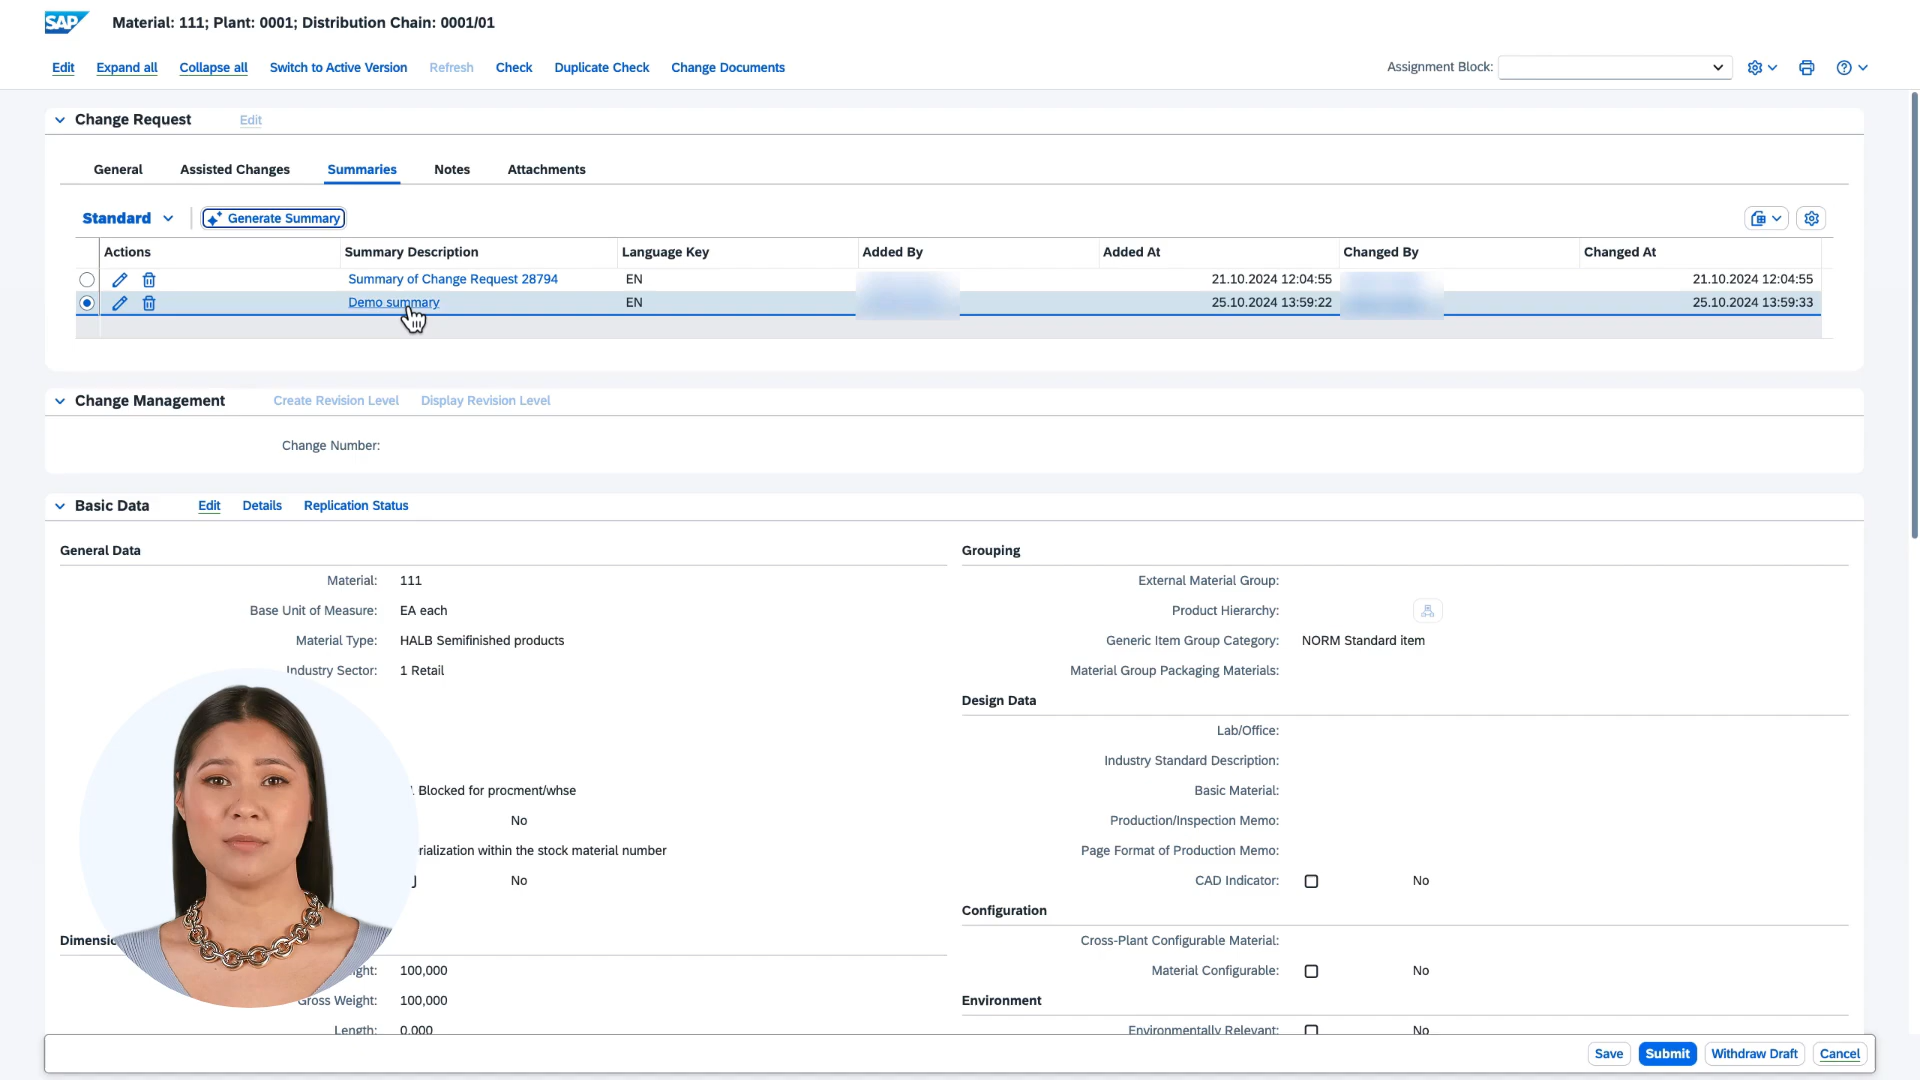 SAP
Material: 111; Plant: 0001; Distribution Chain: 0001/01
Edit Expand all Collapse all Switch to Active Version Refresh Check Duplicate Check Change Documents Assignment Block:
Change Request Edit
General Assisted Changes Summaries Notes Attachments
Standard Generate Summary
Actions Summary Description Language Key Added By Added At Changed By Changed At
Summary of Change Request 28794 EN 21.10.2024 12:04:55 21.10.2024 12:04:55
Demo summary EN 25.10.2024 13:59:22 25.10.2024 13:59:33
Change Management Create Revision Level Display Revision Level
Change Number:
Basic Data Edit Details Replication Status
General Data
Material: 111
Base Unit of Measure: EA each
Material Type: HALB Semifinished products
Industry Sector: 1 Retail
Blocked for procment/whse
No
within the stock material number
No
100,000
Gross Weight: 100,000
Length: 0.000
Grouping
External Material Group:
Product Hierarchy:
Generic Item Group Category: NORM Standard item
Material Group Packaging Materials:
Design Data
Lab/Office:
Industry Standard Description:
Basic Material:
Production/Inspection Memo:
Page Format of Production Memo:
CAD Indicator: No
Configuration
Cross-Plant Configurable Material:
Material Configurable: No
Environment
Environmentally Relevant: No
Save Submit Withdraw Draft Cancel